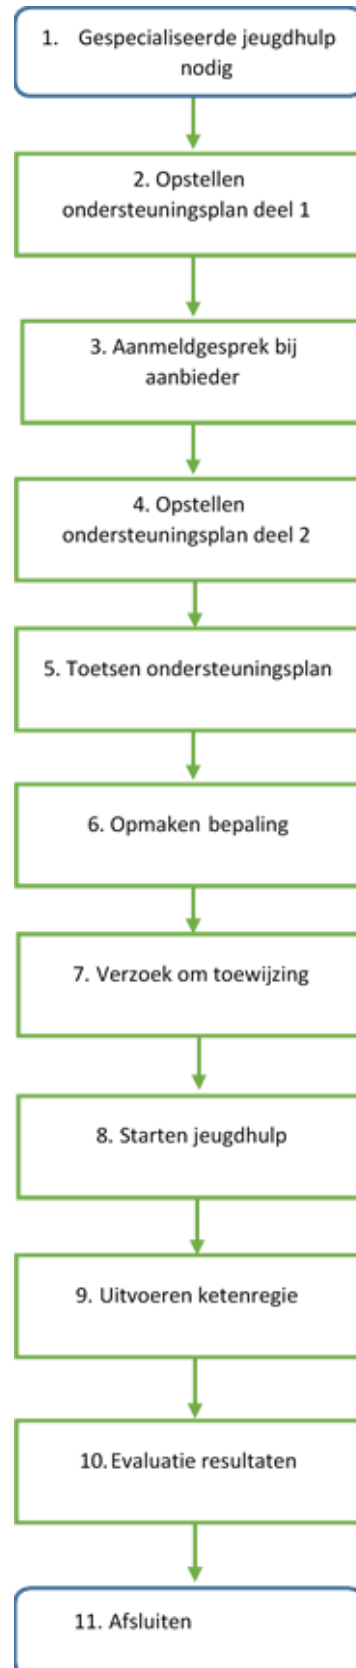 1. Gespecialiseerde jeugdhulp
nodig
2. Opstellen
ondersteuningsplan deel 1
3. Aanmeldgesprek bij
aanbieder
4. Opstellen
ondersteuningsplan deel 2
5. Toetsen ondersteuningsplan
6. Opmaken bepaling
7. Verzoek om toewijzing
8. Starten jeugdhulp
9. Uitvoeren ketenregie
10. Evaluatie resultaten
11. Afsluiten